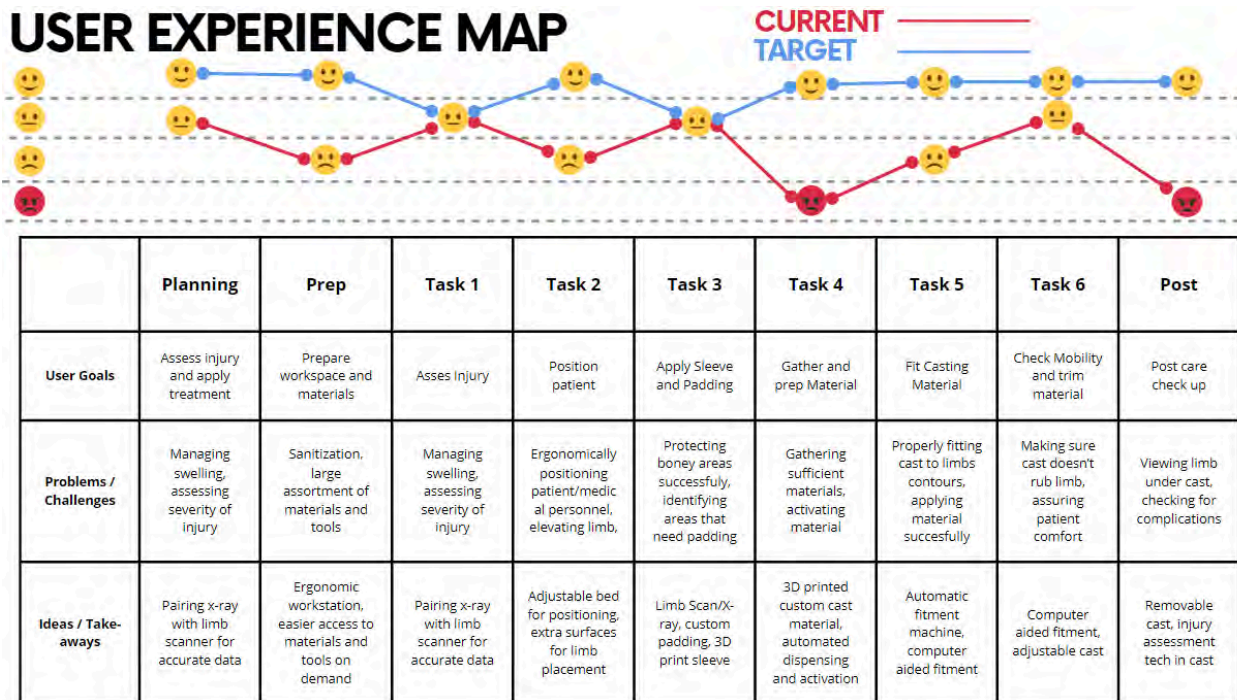 USER EXPERIENCE MAP
CURRENT
TARGET
Planning
Prep
Task 1
Task 2
Task 3
Task 4
Task 5
Task 6
Post
User Goals
Assess injury
and apply
treatment
Prepare
workspace and
materials
Asses Injury
Position
patient
Apply Sleeve
and Padding
Gather and
prep Material
Fit Casting
Material
Check Mobility
and trim
material
Post care
check up
Problems /
Challenges
Managing
swelling,
assessing
severity of
injury
Sanitization,
large
assortment of
materials and
tools
Managing
swelling,
assessing
severity of
injury
Ergonomically
positioning
patient/medic
al personnel,
elevating limb,
Protecting
boney areas
successfuly,
identifying
areas that
need padding
Gathering
sufficient
materials,
activating
material
Properly fitting
cast to limbs
contours,
applying
material
succesfully
Making sure
cast doesn't
rub limb,
assuring
patient
comfort
Viewing limb
under cast,
checking for
complications
Ideas / Take-
aways
Pairing x-ray
with limb
scanner for
accurate data
Ergonomic
workstation,
easier access to
materials and
tools on
demand
Pairing x-ray
with limb
scanner for
accurate data
Adjustable bed
for positioning,
extra surfaces
for limb
placement
Limb Scan/X-
ray, custom
padding, 3D
print sleeve
3D printed
custom cast
material,
automated
dispensing
and activation
Automatic
fitment
machine,
computer
aided fitment
Computer
aided fitment,
adjustable cast
Removable
cast, injury
assessment
tech in cast